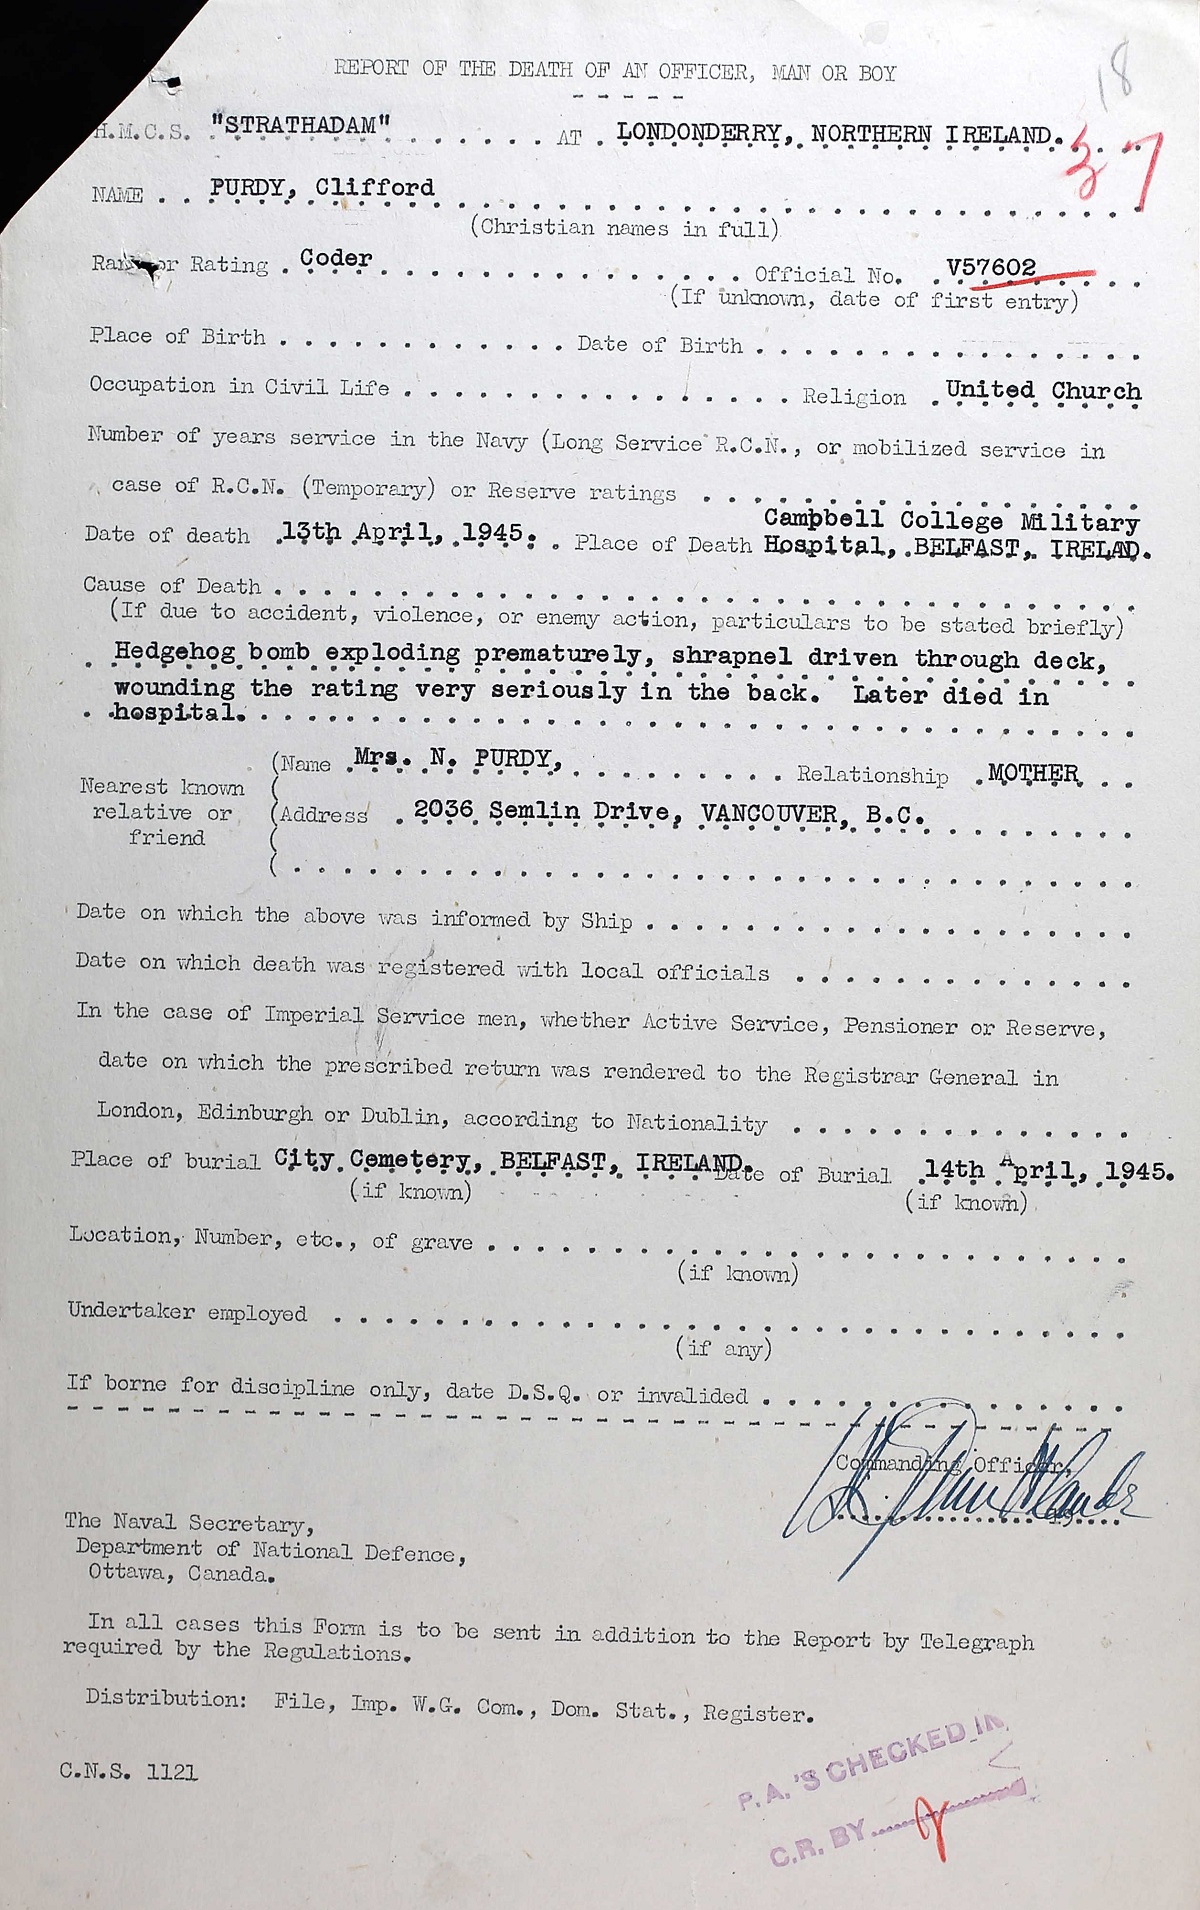 18
REPORT OF THE DEATH OF AN OFFICER, MAN OR BOY
- - - - -
H.M.C.S. "STRATHADAM" . . . . . . AT . LONDONDERRY, NORTHERN IRELAND. . . .
37
NAME . . PURDY, Clifford . . . . . . . . . . . . . . . . . . . . . . . . . . . .
(Christian names in full)
Rank or Rating . Coder . . . . . . . . . . . . . . . Official No. . V57602 . . . .
(If unknown, date of first entry)
Place of Birth . . . . . . . . . . . . Date of Birth . . . . . . . . . . . . . . . .
Occupation in Civil Life . . . . . . . . . . . . . . . . Religion . United Church
Number of years service in the Navy (Long Service R.C.N., or mobilized service in
case of R.C.N. (Temporary) or Reserve ratings . . . . . . . . . . . . . . . . . .
Date of death 13th April, 1945. . Place of Death Campbell College Military
Hospital, BELFAST, IRELAND.
Cause of Death . . . . . . . . . . . . . . . . . . . . . . . . . . . . . . . . . .
(If due to accident, violence, or enemy action, particulars to be stated briefly)
. Hedgehog bomb exploding prematurely, shrapnel driven through deck,
wounding the rating very seriously in the back. Later died in
. .hospital. . . . . . . . . . . . . . . . . . . . . . . . . . . . . . . . . . . .
Nearest known relative or friend
(Name Mrs. N. PURDY, . . . . . . . . . Relationship .MOTHER . .
(Address . 2036 Semlin Drive, VANCOUVER, B.C. . . . . . . . .
( . . . . . . . . . . . . . . . . . . . . . . . . . . . . . . . . .
Date on which the above was informed by Ship . . . . . . . . . . . . . . . . . . .
Date on which death was registered with local officials . . . . . . . . . . . . . .
In the case of Imperial Service men, whether Active Service, Pensioner or Reserve,
date on which the prescribed return was rendered to the Registrar General in
London, Edinburgh or Dublin, according to Nationality . . . . . . . . . . . . . .
Place of burial City Cemetery, BELFAST, IRELAND. Date of Burial 14th April, 1945.
(if known) (if known)
Location, Number, etc., of grave . . . . . . . . . . . . . . . . . . . . . . . . .
(if known)
Undertaker employed . . . . . . . . . . . . . . . . . . . . . . . . . . . . . . .
(if any)
If borne for discipline only, date D.S.Q. or invalided . . . . . . . . . . . . . . .
Commanding Officer,
The Naval Secretary,
Department of National Defence,
Ottawa, Canada.
In all cases this Form is to be sent in addition to the Report by Telegraph
required by the Regulations.
Distribution: File, Imp. W.G. Com., Dom. Stat., Register.
C.N.S. 1121
P.A.'S CHECKED IN
C.R. BY